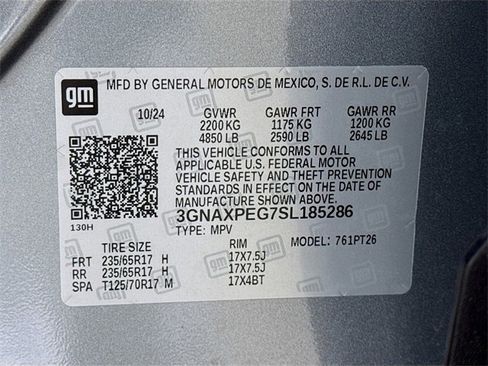 gm MFD BY GENERAL MOTORS DE MEXICO, S. DE R.L. DE C.V.
10/24 GVWR GAWR FRT GAWR RR
2200 KG 1175 KG 1200 KG
4850 LB 2590 LB 2645 LB
THIS VEHICLE CONFORMS TO ALL
APPLICABLE U.S. FEDERAL MOTOR
VEHICLE SAFETY AND THEFT PREVENTION
STANDARDS IN EFFECT ON THE DATE OF
MANUFACTURE SHOWN ABOVE.
3GNAXPEG7SL185286
130H TYPE: MPV MODEL: 761PT26
TIRE SIZE RIM
FRT 235/65R17 H 17X7.5J
RR 235/65R17 H 17X7.5J
SPA T125/70R17 M 17X4BT